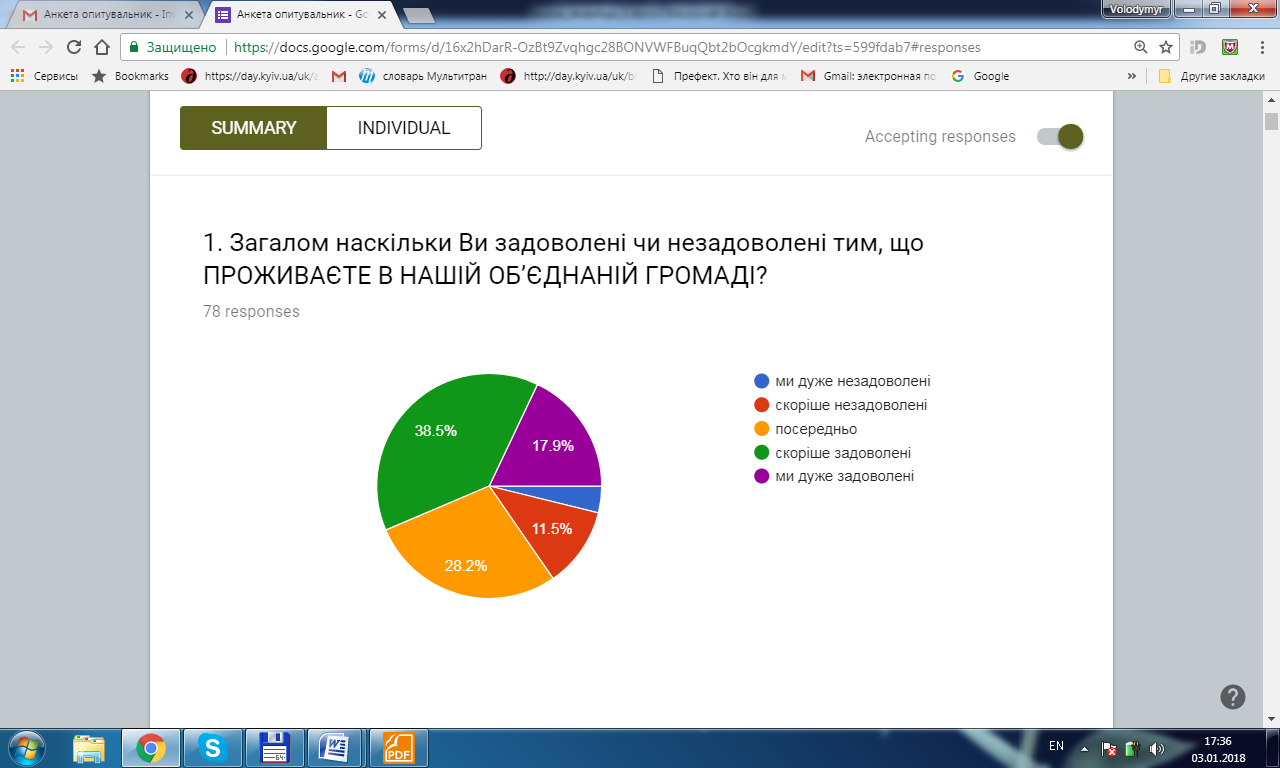 Анкета опитувальник - In
Анкета опитувальник - Go
Volodymyr
Защищено
https://docs.google.com/forms/d/16x2hDarR-OzBt9Zvqhgc28BONVWFBuqQbt2bOcgkmdY/edit?ts=599fdab7#responses
Сервисы
Bookmarks
https://day.kyiv.ua/uk/
словарь Мультитран
http://day.kyiv.ua/uk/b
Префект. Хто він для
Gmail: электронная по
Google
»
Другие закладки
SUMMARY
INDIVIDUAL
Accepting responses
1. Загалом наскільки Ви задоволені чи незадоволені тим, що
ПРОЖИВАЄТЕ В НАШІЙ ОБ’ЄДНАНІЙ ГРОМАДІ?
78 responses
38.5%
17.9%
11.5%
28.2%
ми дуже незадоволені
скоріше незадоволені
посередньо
скоріше задоволені
ми дуже задоволені
EN
17:36
03.01.2018
64
PDF